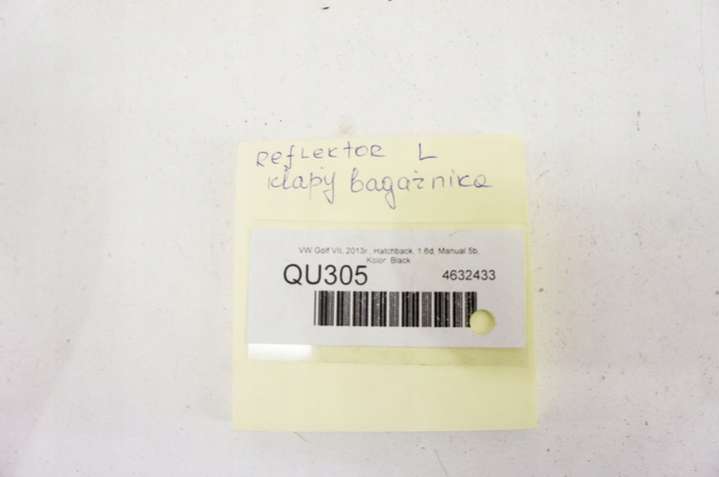 Reflektor L
klapy bagażnika
VW Golf VII, 2013r., Hatchback, 1.6d, Manual 5b,
Kolor: Black
QU305
4632433